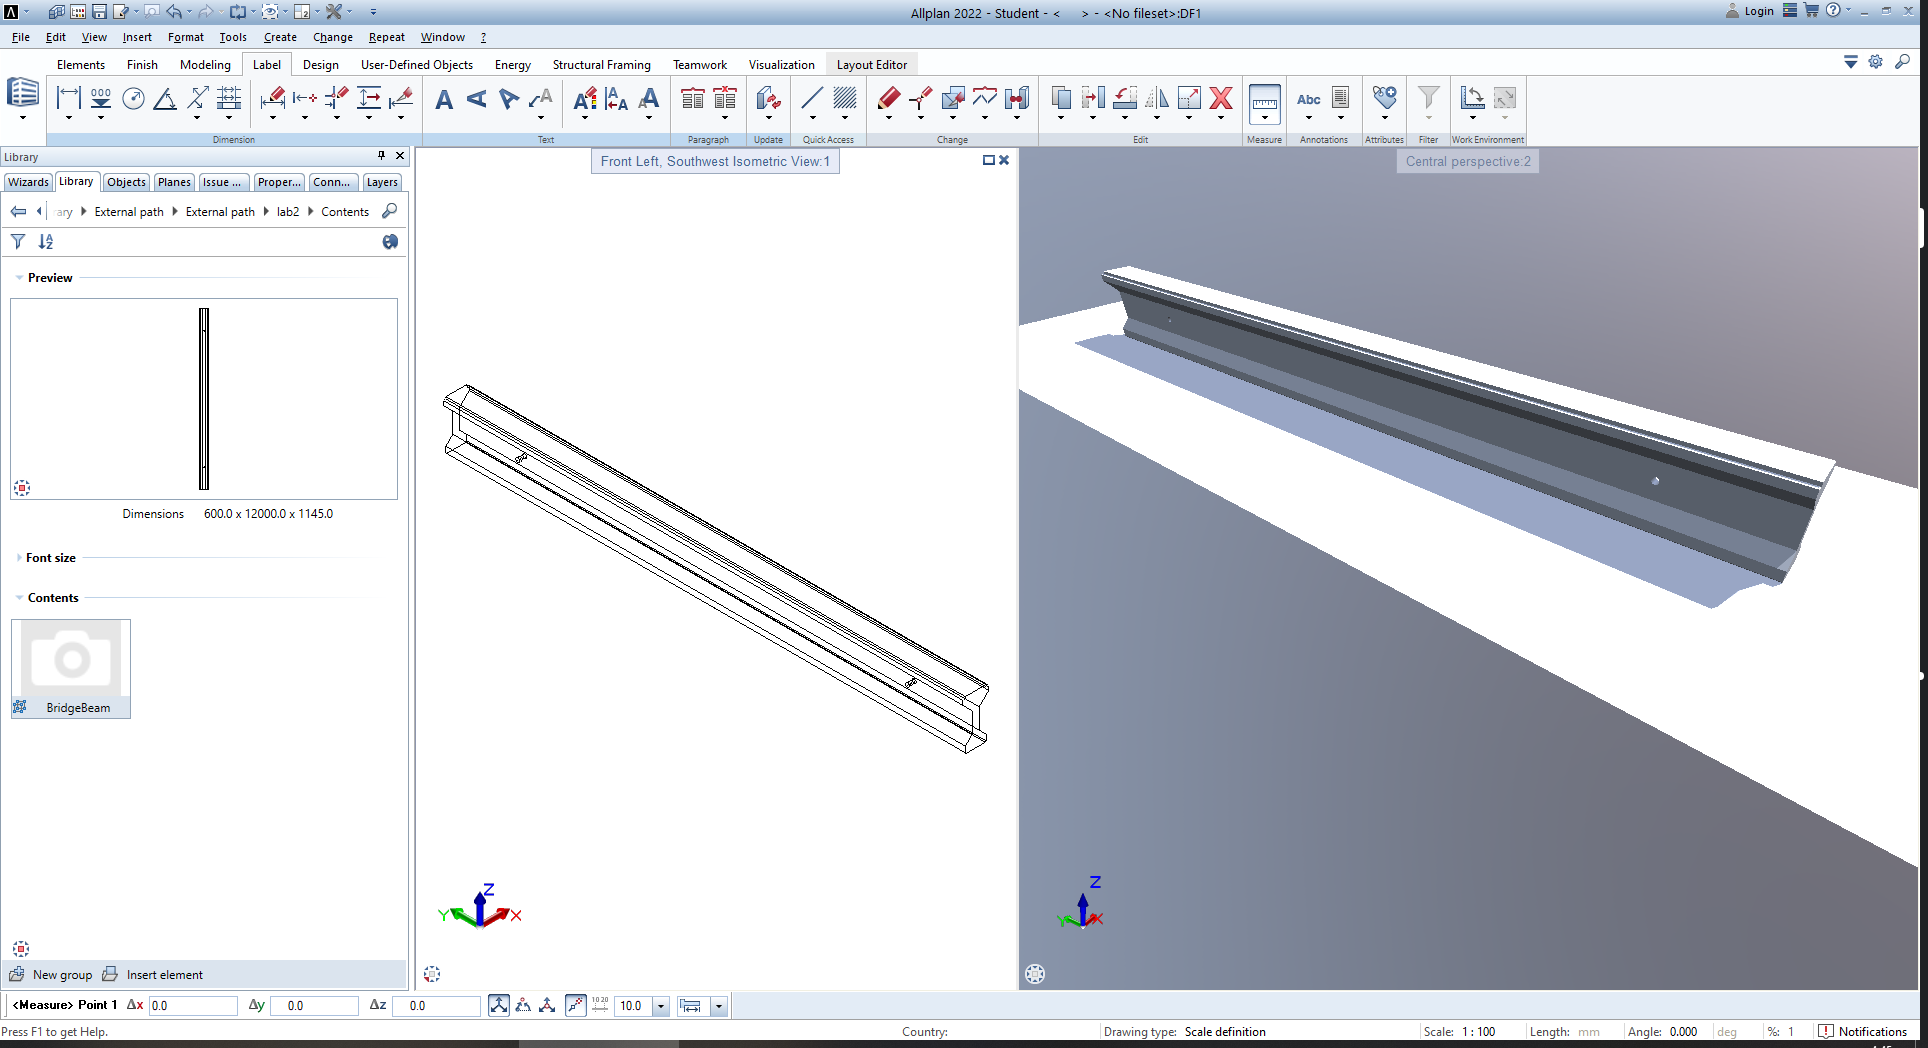 Allplan 2022 - Student - <      > - <No fileset>:DF1
Login
File Edit View Insert Format Tools Create Change Repeat Window ?
Elements Finish Modeling Label Design User-Defined Objects Energy Structural Framing Teamwork Visualization Layout Editor
Abc
Dimension Text Paragraph Update Quick Access Change Edit Measure Annotations Attributes Filter Work Environment
Library
Front Left, Southwest Isometric View:1
Central perspective:2
Wizards Library Objects Planes Issue ... Proper... Conn... Layers
ary External path External path lab2 Contents
Preview
Dimensions 600.0 x 12000.0 x 1145.0
Font size
Contents
BridgeBeam
Z
Y X
Z
Y X
New group Insert element
<Measure> Point 1 Δx 0.0 Δy 0.0 Δz 0.0 10.0
Press F1 to get Help. Country: Drawing type: Scale definition Scale: 1 : 100 Length: mm Angle: 0.000 deg %: 1 Notifications